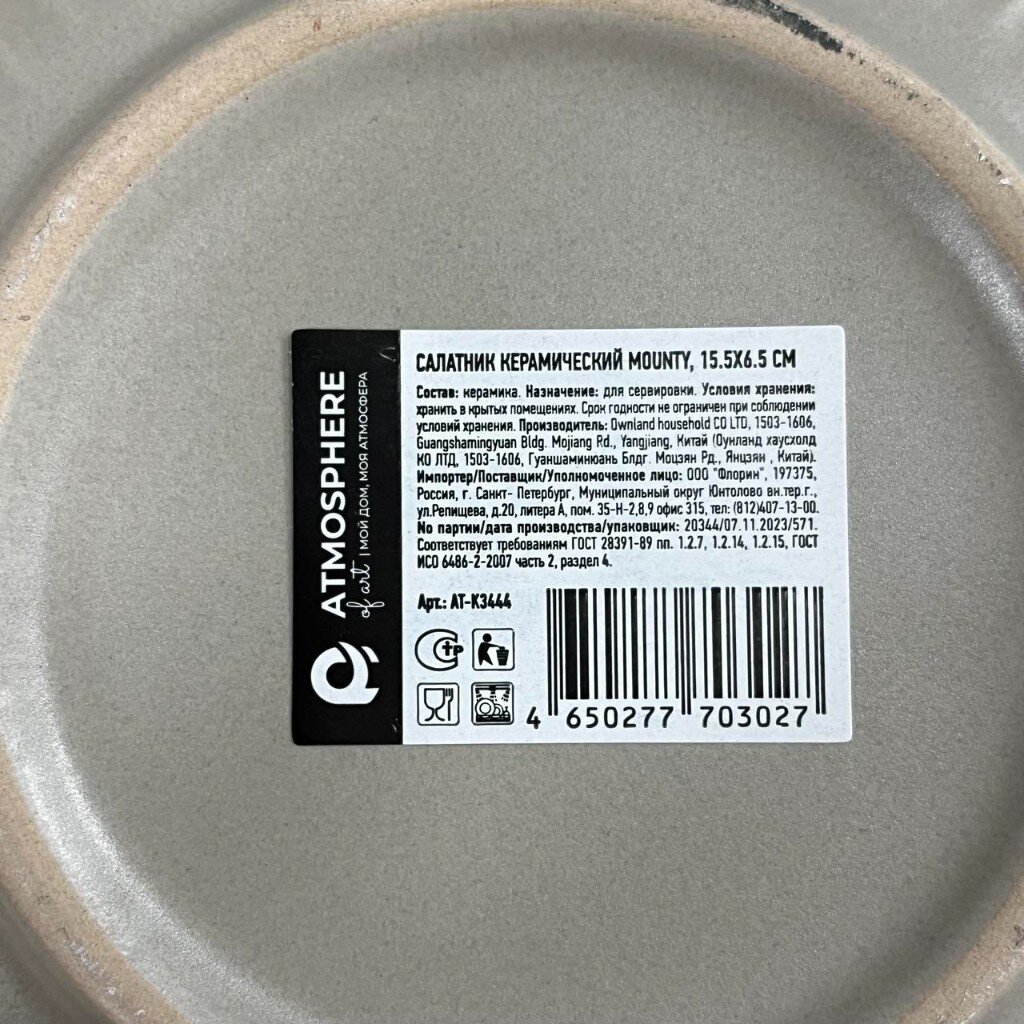 ATMOSPHERE
of art | МОЙ ДОМ, МОЯ АТМОСФЕРА
САЛАТНИК КЕРАМИЧЕСКИЙ MOUNTY, 15.5Х6.5 СМ
Состав: керамика. Назначение: для сервировки. Условия хранения:
хранить в крытых помещениях. Срок годности не ограничен при соблюдении
условий хранения. Производитель: Ownland household CO LTD, 1503-1606,
Guangshamingyuan Bldg. Mojiang Rd., Yangjiang, Китай (Оунланд хаусхолд
КО ЛТД, 1503-1606, Гуаншаминюань Блдг. Моцзян Рд., Янцзян , Китай).
Импортер/Поставщик/Уполномоченное лицо: ООО "Флорин", 197375,
Россия, г. Санкт- Петербург, Муниципальный округ Юнтолово вн.тер.г.,
ул.Репищева, д.20, литера А, пом. 35-Н-2,8,9 офис 315, тел: (812)407-13-00.
No партии/дата производства/упаковщик: 20344/07.11.2023/571.
Соответствует требованиям ГОСТ 28391-89 пп. 1.2.7, 1.2.14, 1.2.15, ГОСТ
ИСО 6486-2-2007 часть 2, раздел 4.
Арт.: AT-K3444
4 650277 703027